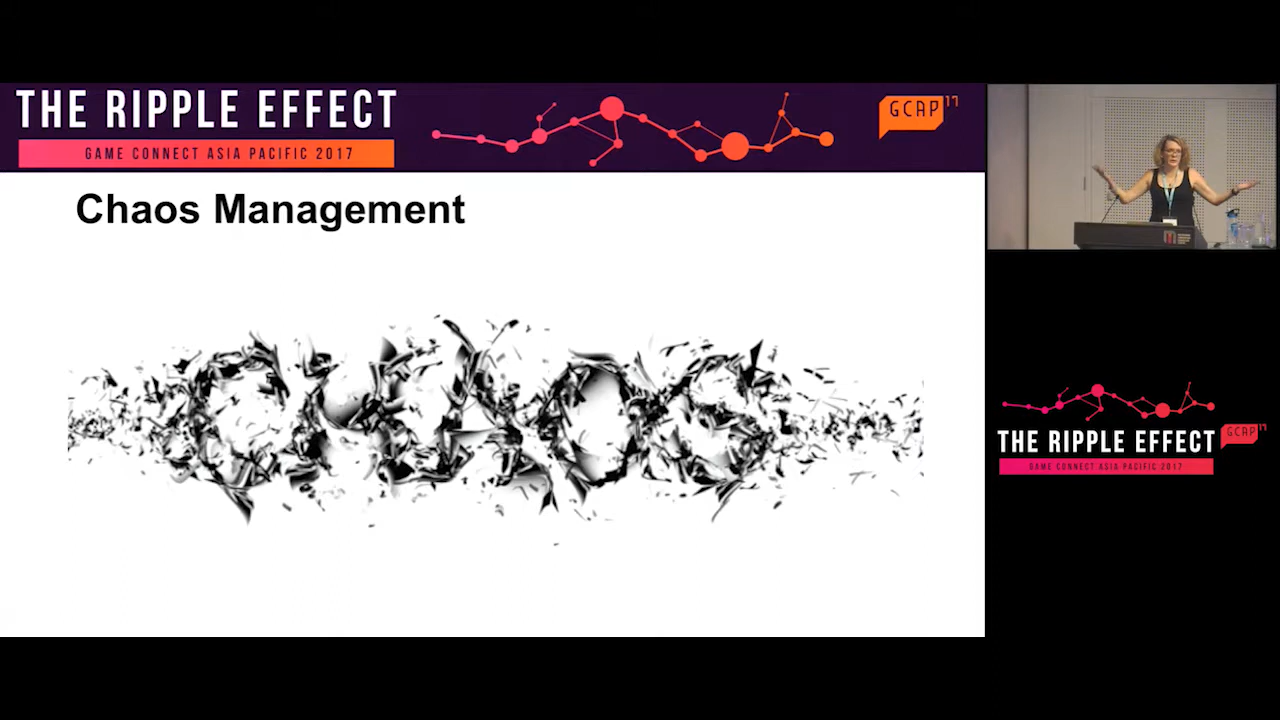 THE RIPPLE EFFECT
GAME CONNECT ASIA PACIFIC 2017
GCAP 17
Chaos Management
CHAOS
THE RIPPLE EFFECT
GCAP 17
GAME CONNECT ASIA PACIFIC 2017